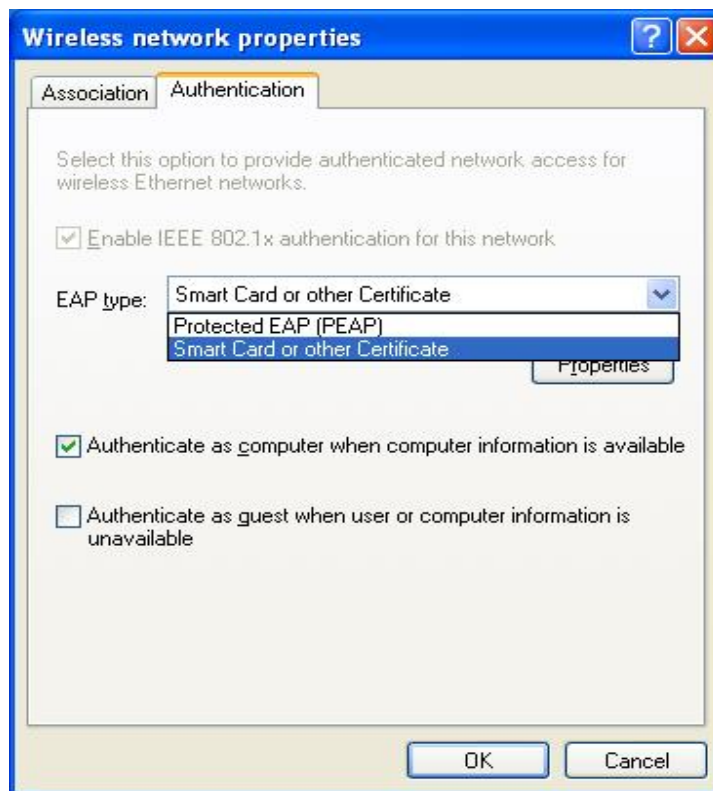 Wireless network properties
Association
Authentication
Select this option to provide authenticated network access for
wireless Ethernet networks.
Enable IEEE 802.1x authentication for this network
EAP type:
Smart Card or other Certificate
Protected EAP (PEAP)
Smart Card or other Certificate
Properties
Authenticate as computer when computer information is available
Authenticate as guest when user or computer information is
unavailable
OK
Cancel